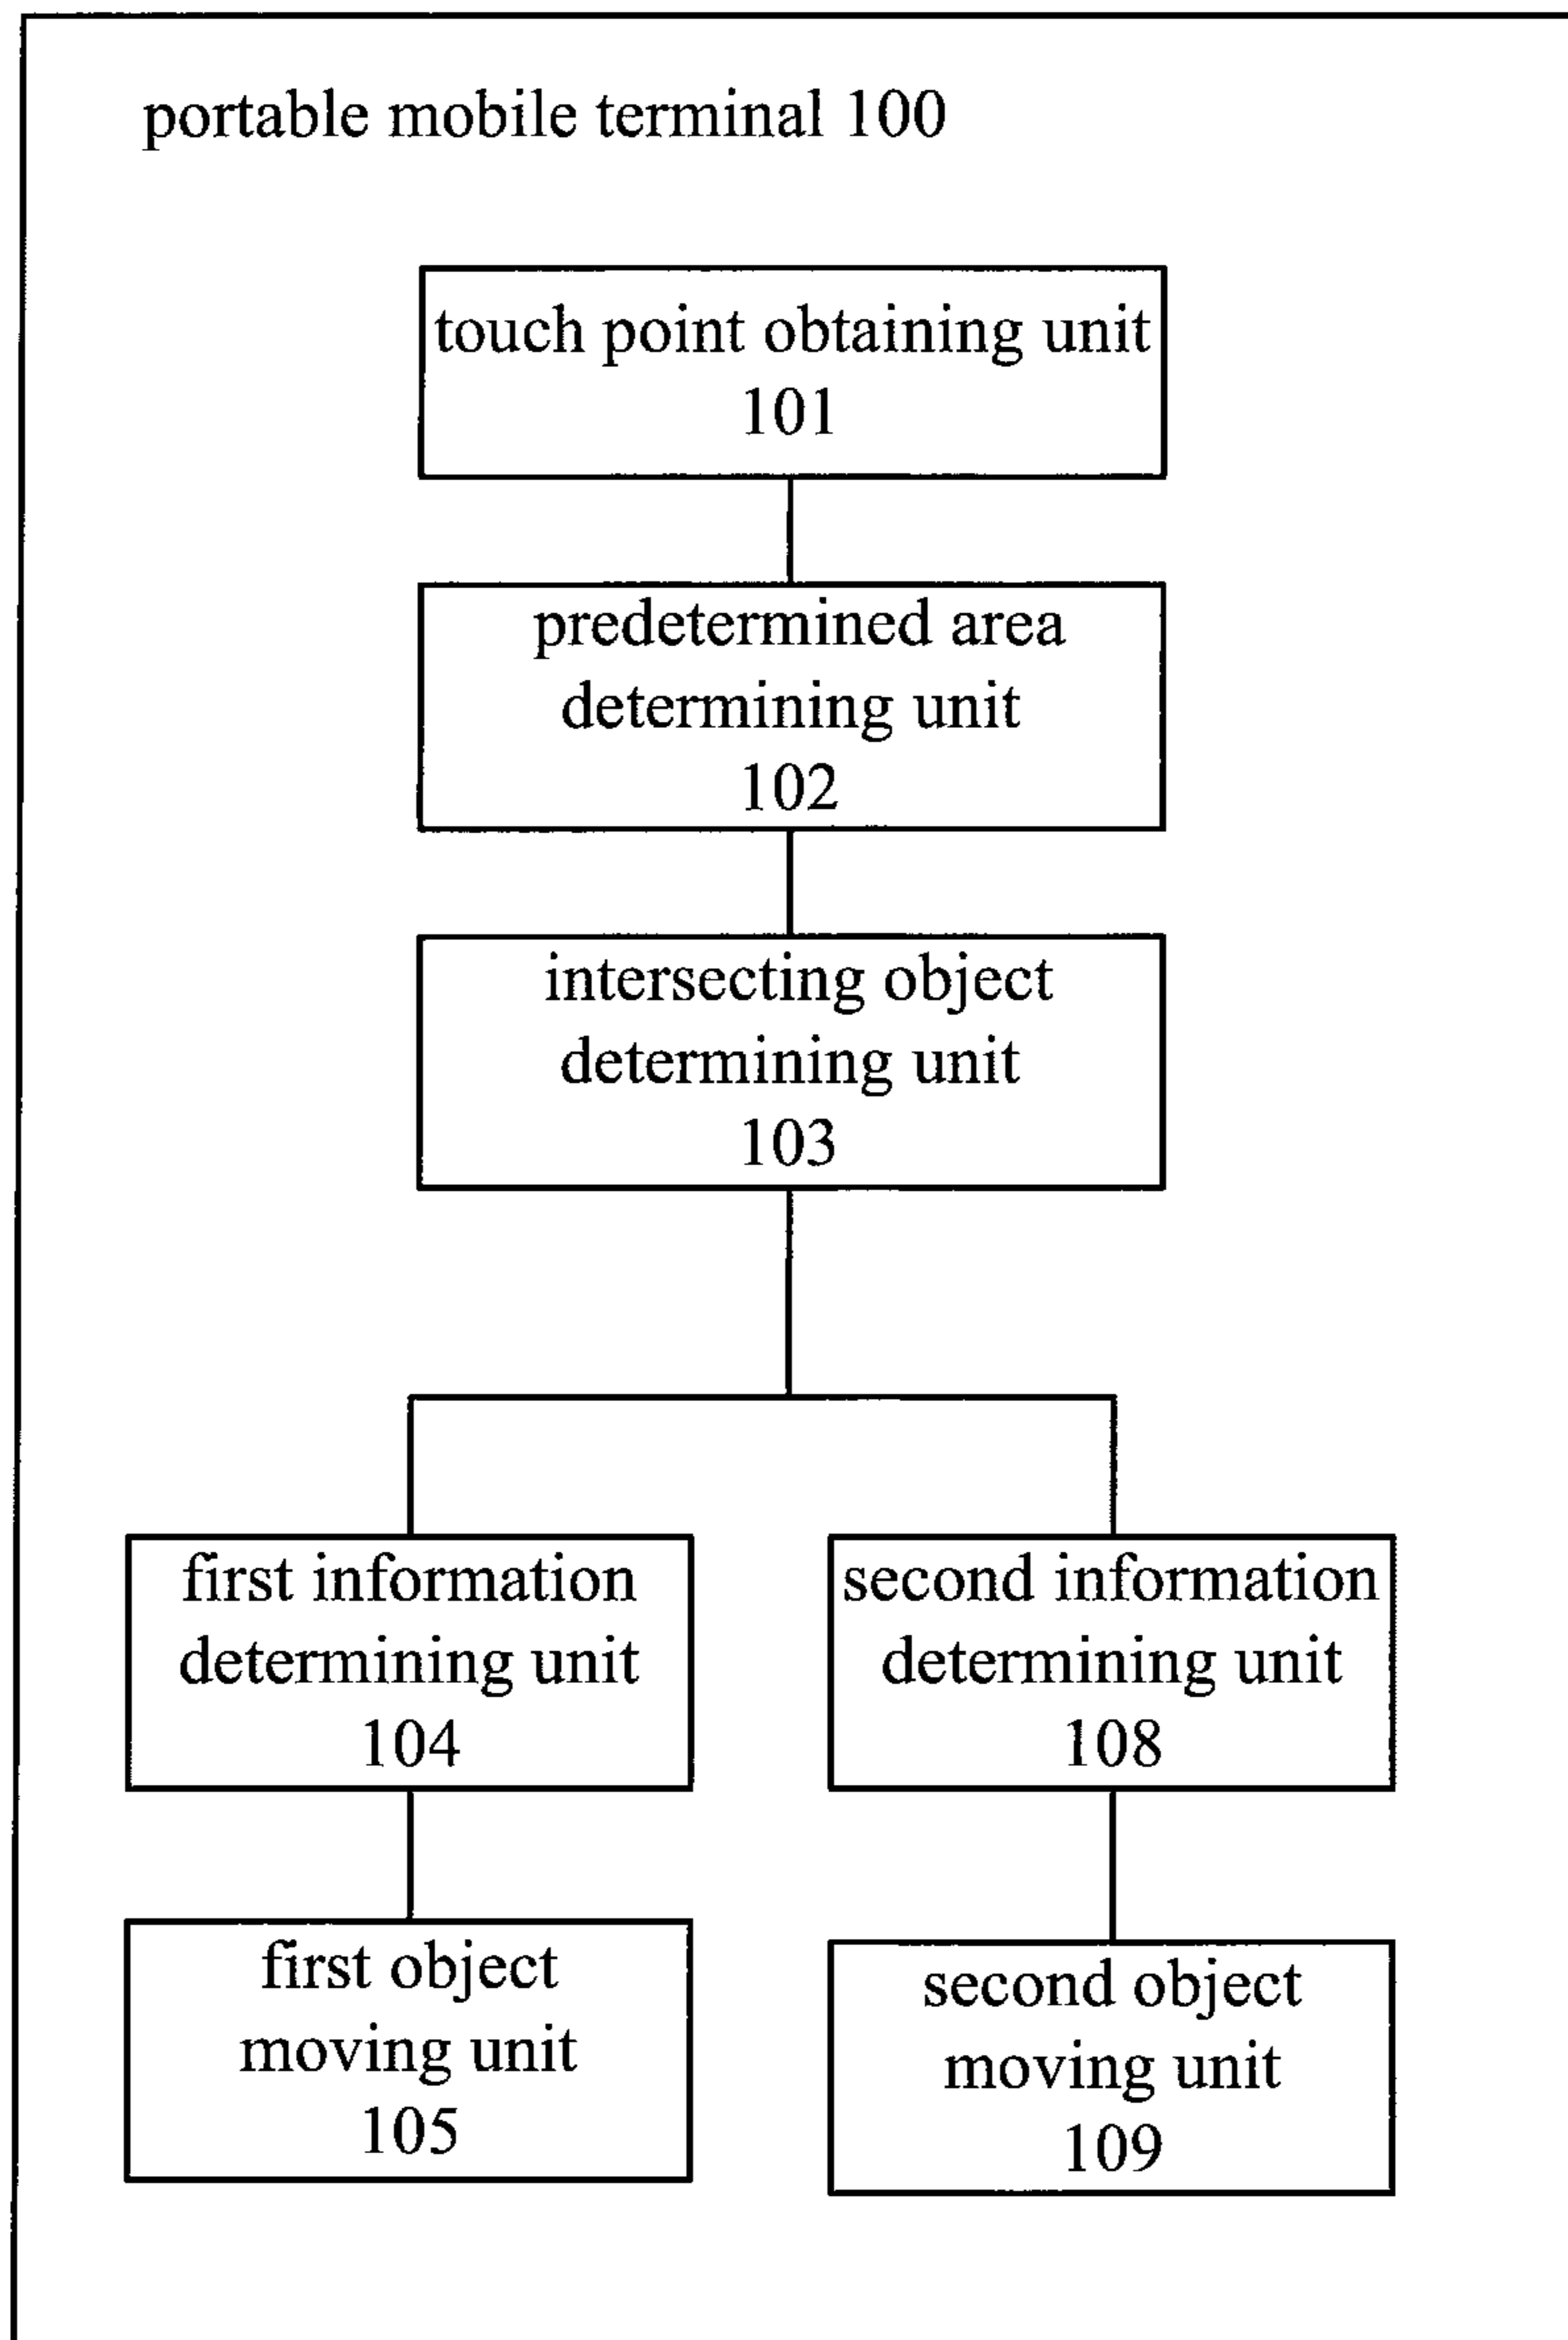 portable mobile terminal 100
touch point obtaining unit
101
predetermined area
determining unit
102
intersecting object
determining unit
103
first information
determining unit
104
second information
determining unit
108
first object
moving unit
105
second object
moving unit
109